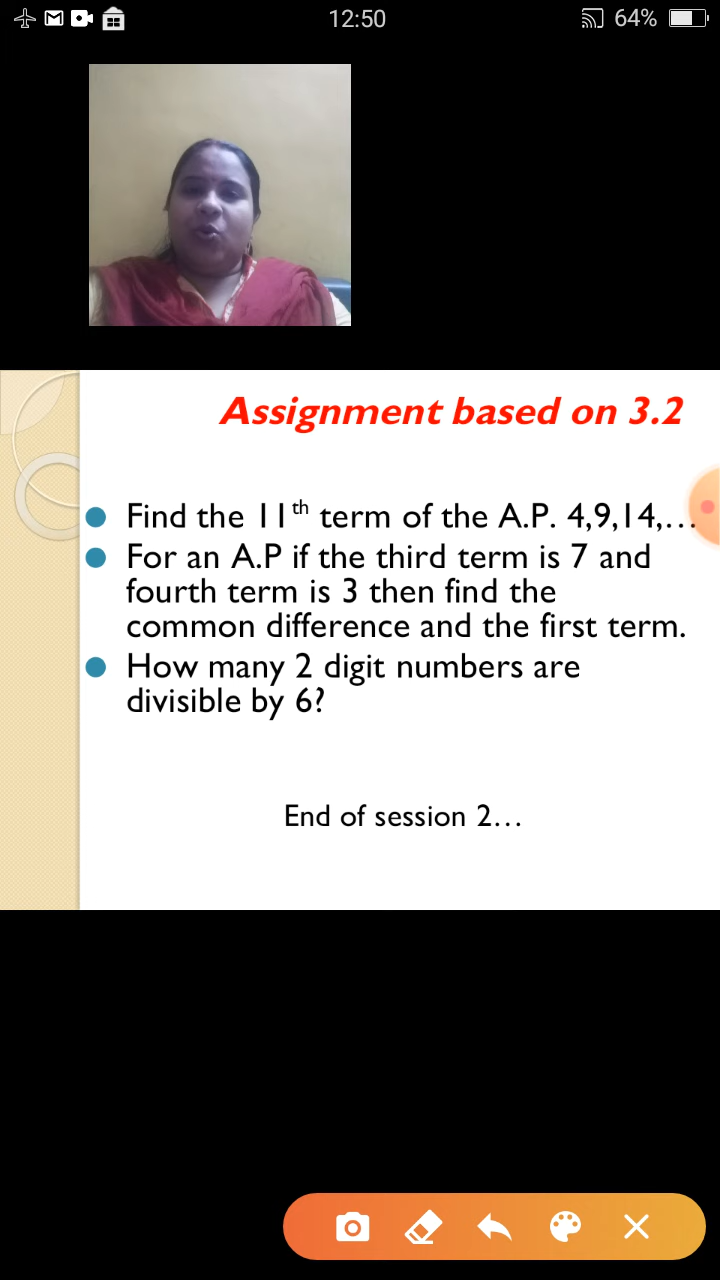 12:50
64%
Assignment based on 3.2
Find the 11th term of the A.P. 4,9,14,...
For an A.P if the third term is 7 and
fourth term is 3 then find the
common difference and the first term.
How many 2 digit numbers are
divisible by 6?
End of session 2...